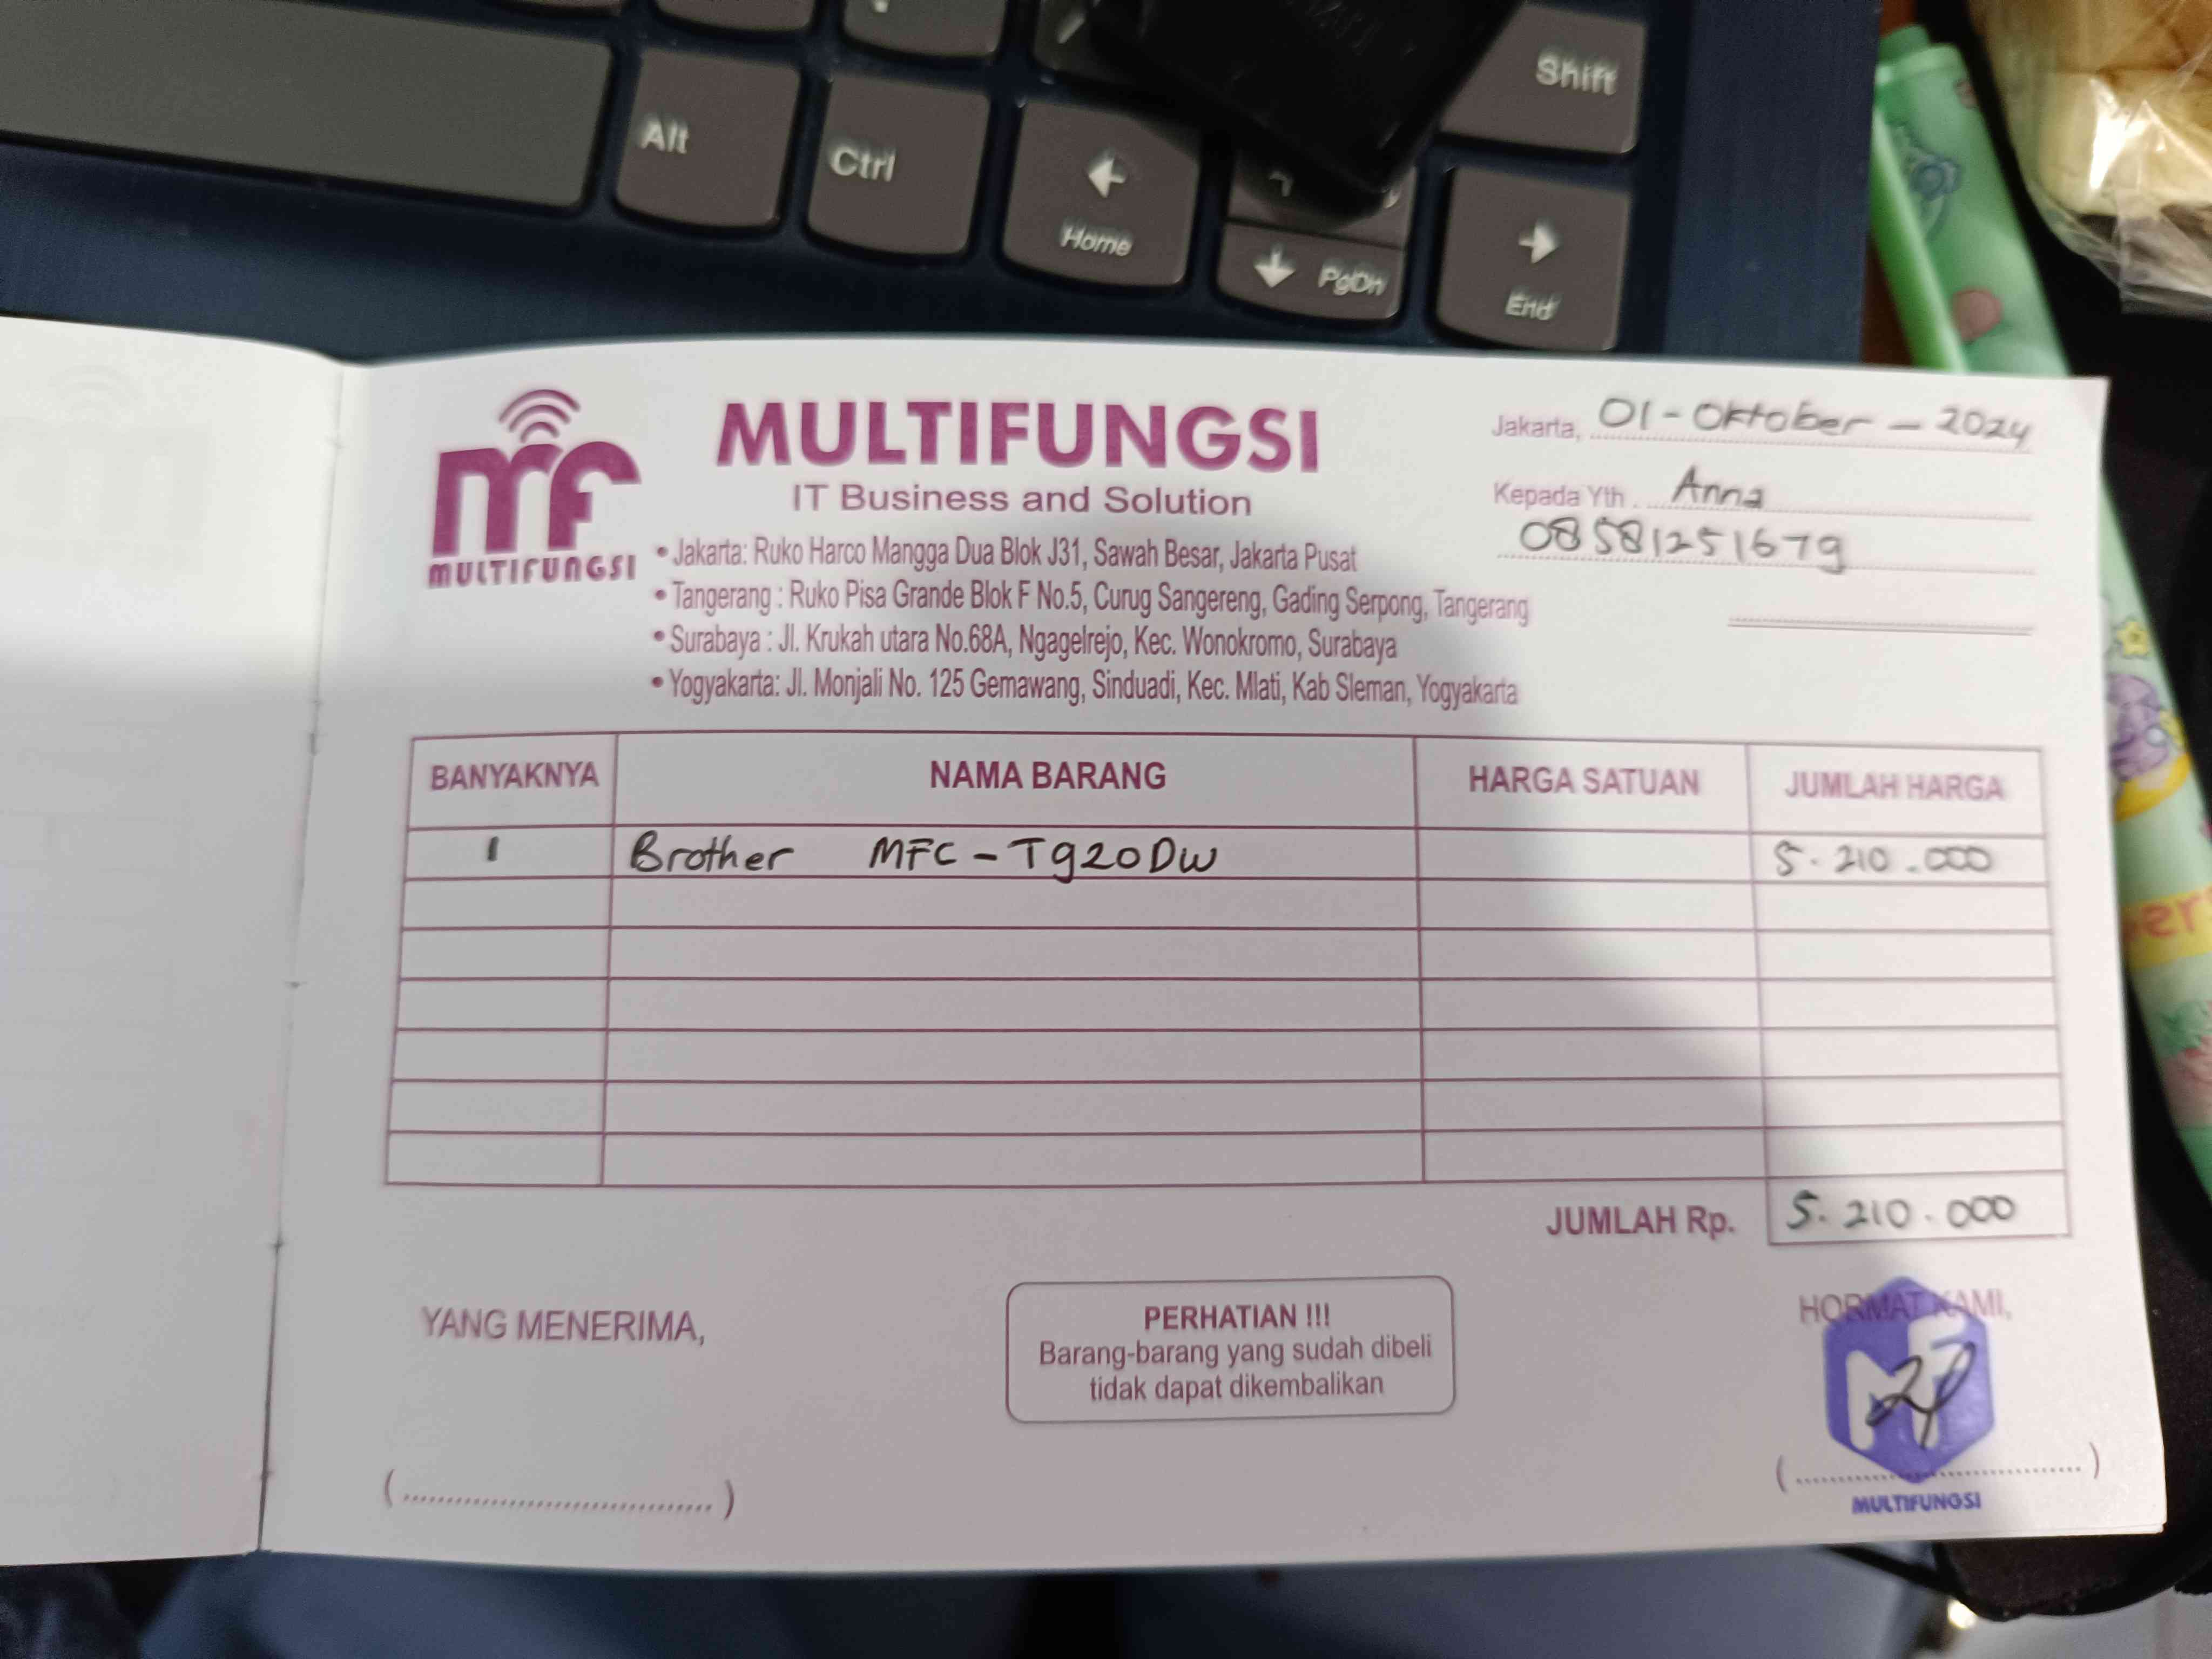 Shift
Alt
Ctrl
Home
PgDn
End
mf
MULTIFUNGSI
MULTIFUNGSI
IT Business and Solution
• Jakarta: Ruko Harco Mangga Dua Blok J31, Sawah Besar, Jakarta Pusat
• Tangerang : Ruko Pisa Grande Blok F No.5, Curug Sangereng, Gading Serpong, Tangerang
• Surabaya : Jl. Krukah utara No.68A, Ngagelrejo, Kec. Wonokromo, Surabaya
• Yogyakarta: Jl. Monjali No. 125 Gemawang, Sinduadi, Kec. Mlati, Kab Sleman, Yogyakarta
Jakarta, 01 - Oktober - 2024
Kepada Yth. Anna
08581251679
BANYAKNYA NAMA BARANG HARGA SATUAN JUMLAH HARGA
1 Brother MFC - T920DW 5.210.000
JUMLAH Rp. 5.210.000
YANG MENERIMA,
PERHATIAN !!!
Barang-barang yang sudah dibeli
tidak dapat dikembalikan
HORMAT KAMI,
MF
MULTIFUNGSI